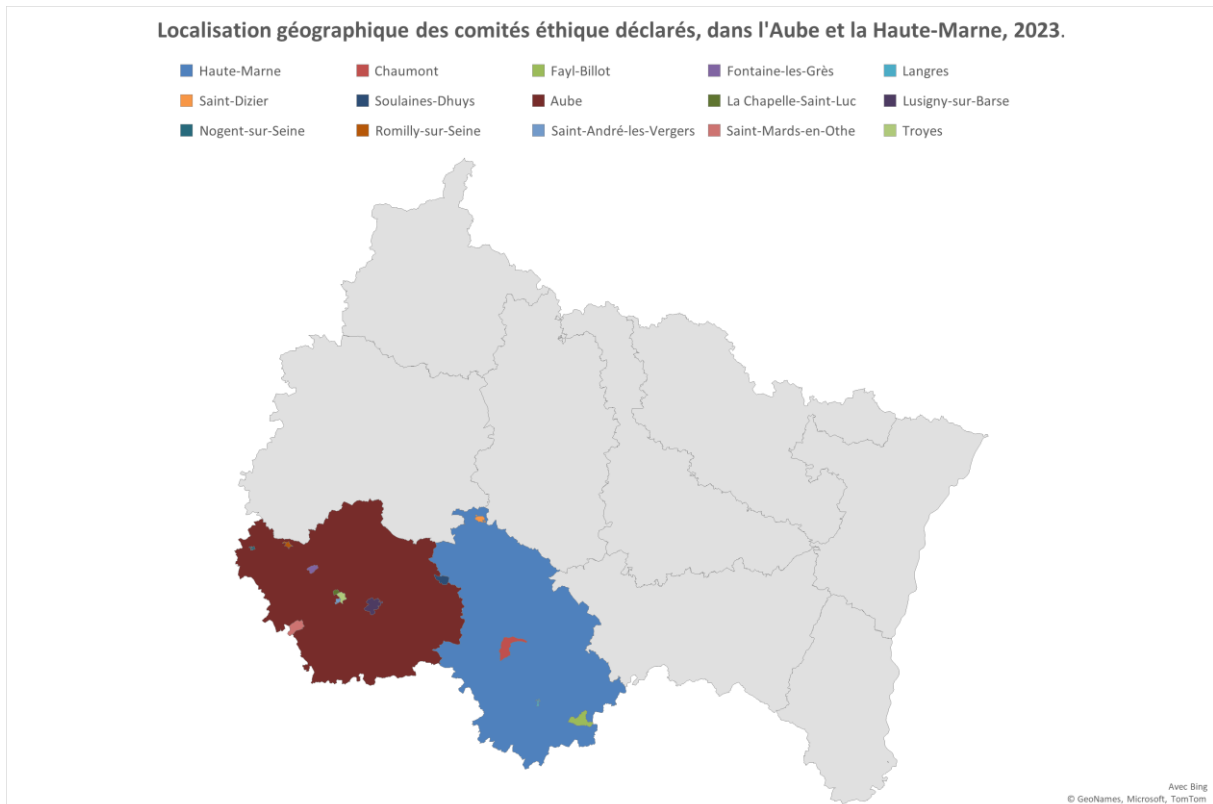 Localisation géographique des comités éthique déclarés, dans l'Aube et la Haute-Marne, 2023.
Haute-Marne Chaumont Fayl-Billot Fontaine-les-Grès Langres
Saint-Dizier Soulaines-Dhuys Aube La Chapelle-Saint-Luc Lusigny-sur-Barse
Nogent-sur-Seine Romilly-sur-Seine Saint-André-les-Vergers Saint-Mards-en-Othe Troyes
Avec Bing
© GeoNames, Microsoft, TomTom